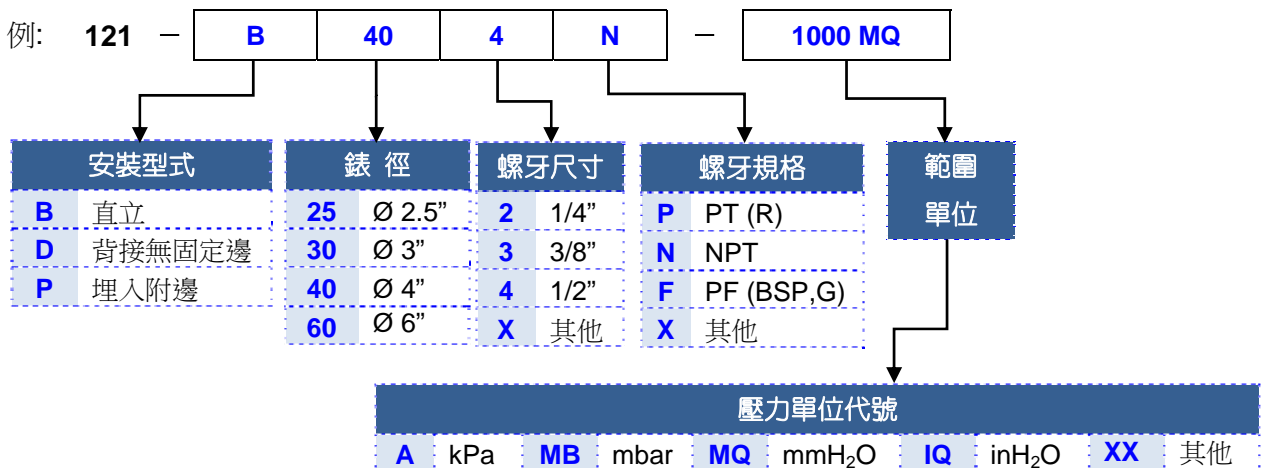 例: 121 － B 40 4 N － 1000 MQ
安裝型式
B 直立
D 背接無固定邊
P 埋入附邊
錶 徑
25 Ø 2.5”
30 Ø 3”
40 Ø 4”
60 Ø 6”
螺牙尺寸
2 1/4”
3 3/8”
4 1/2”
X 其他
螺牙規格
P PT (R)
N NPT
F PF (BSP,G)
X 其他
範圍
單位
壓力單位代號
A kPa MB mbar MQ mmH₂O IQ inH₂O XX 其他